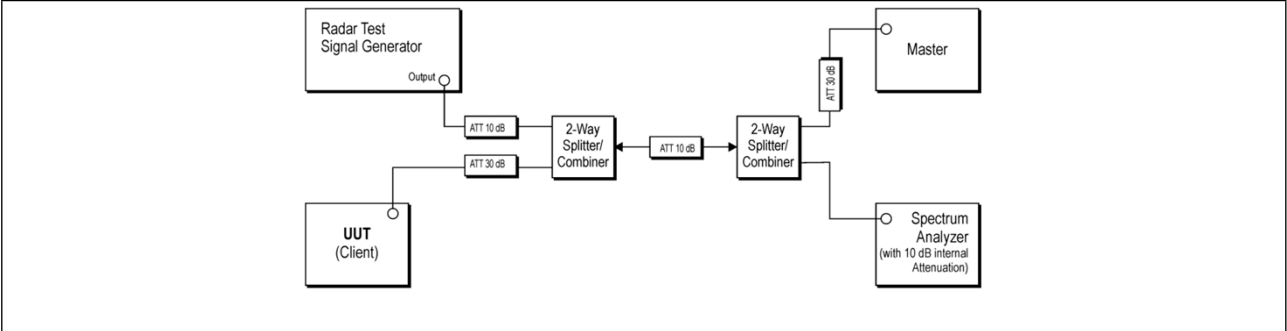 Radar Test
Signal Generator
Output
ATT 10 dB
ATT 30 dB
2-Way
Splitter/
Combiner
ATT 10 dB
2-Way
Splitter/
Combiner
ATT 30 dB
Master
UUT
(Client)
Spectrum
Analyzer
(with 10 dB internal
Attenuation)